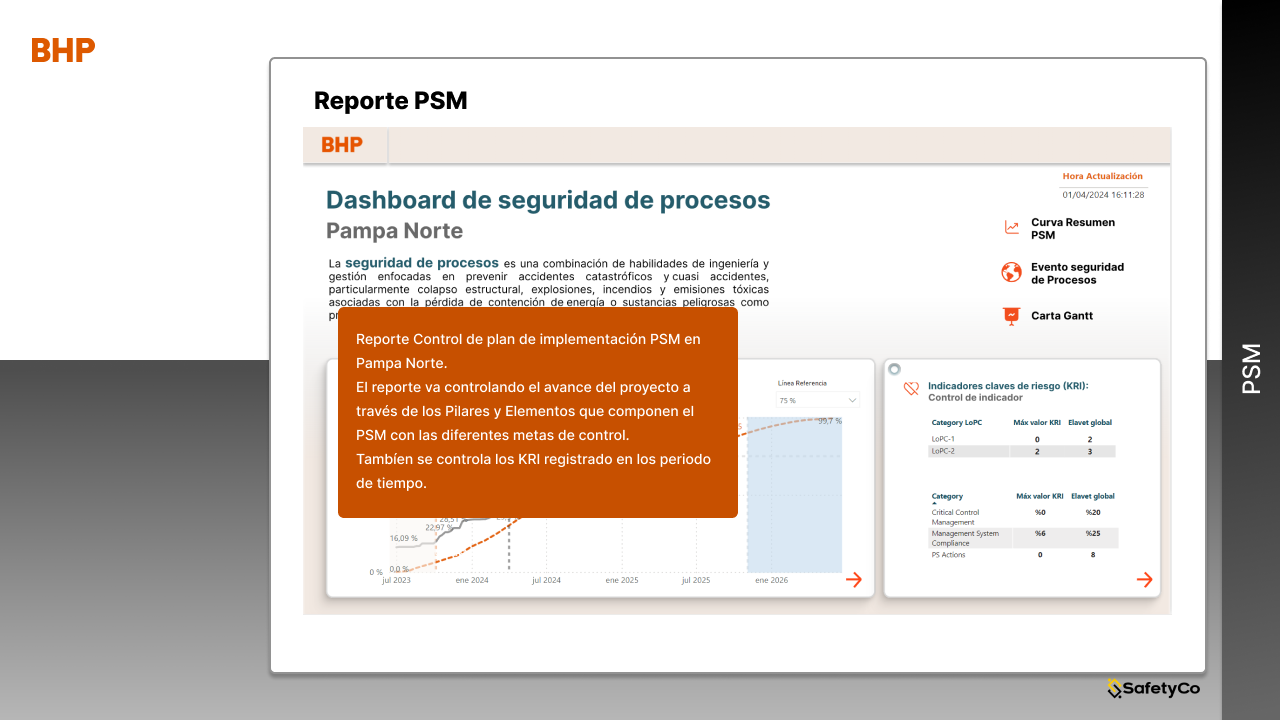 BHP
Reporte PSM
BHP
Hora Actualización
01/04/2024 16:11:28
Dashboard de seguridad de procesos
Pampa Norte
La seguridad de procesos es una combinación de habilidades de ingeniería y
gestión enfocadas en prevenir accidentes catastróficos y cuasi accidentes,
particularmente colapso estructural, explosiones, incendios y emisiones tóxicas
asociadas con la pérdida de contención de energía o sustancias peligrosas como
Curva Resumen
PSM
Evento seguridad
de Procesos
Carta Gantt
Reporte Control de plan de implementación PSM en
Pampa Norte.
El reporte va controlando el avance del proyecto a
través de los Pilares y Elementos que componen el
PSM con las diferentes metas de control.
Tambíen se controla los KRI registrado en los periodo
de tiempo.
Línea Referencia
75 %
99,7 %
22,97 %
16,09 %
0,0 %
0 %
jul 2023
ene 2024
jul 2024
ene 2025
jul 2025
ene 2026
Indicadores claves de riesgo (KRI):
Control de indicador
Category LoPC Máx valor KRI Elavet global
LoPC-1 0 2
LoPC-2 2 3
Category Máx valor KRI Elavet global
Critical Control
Management %0 %20
Management System
Compliance %6 %25
PS Actions 0 8
PSM
SafetyCo